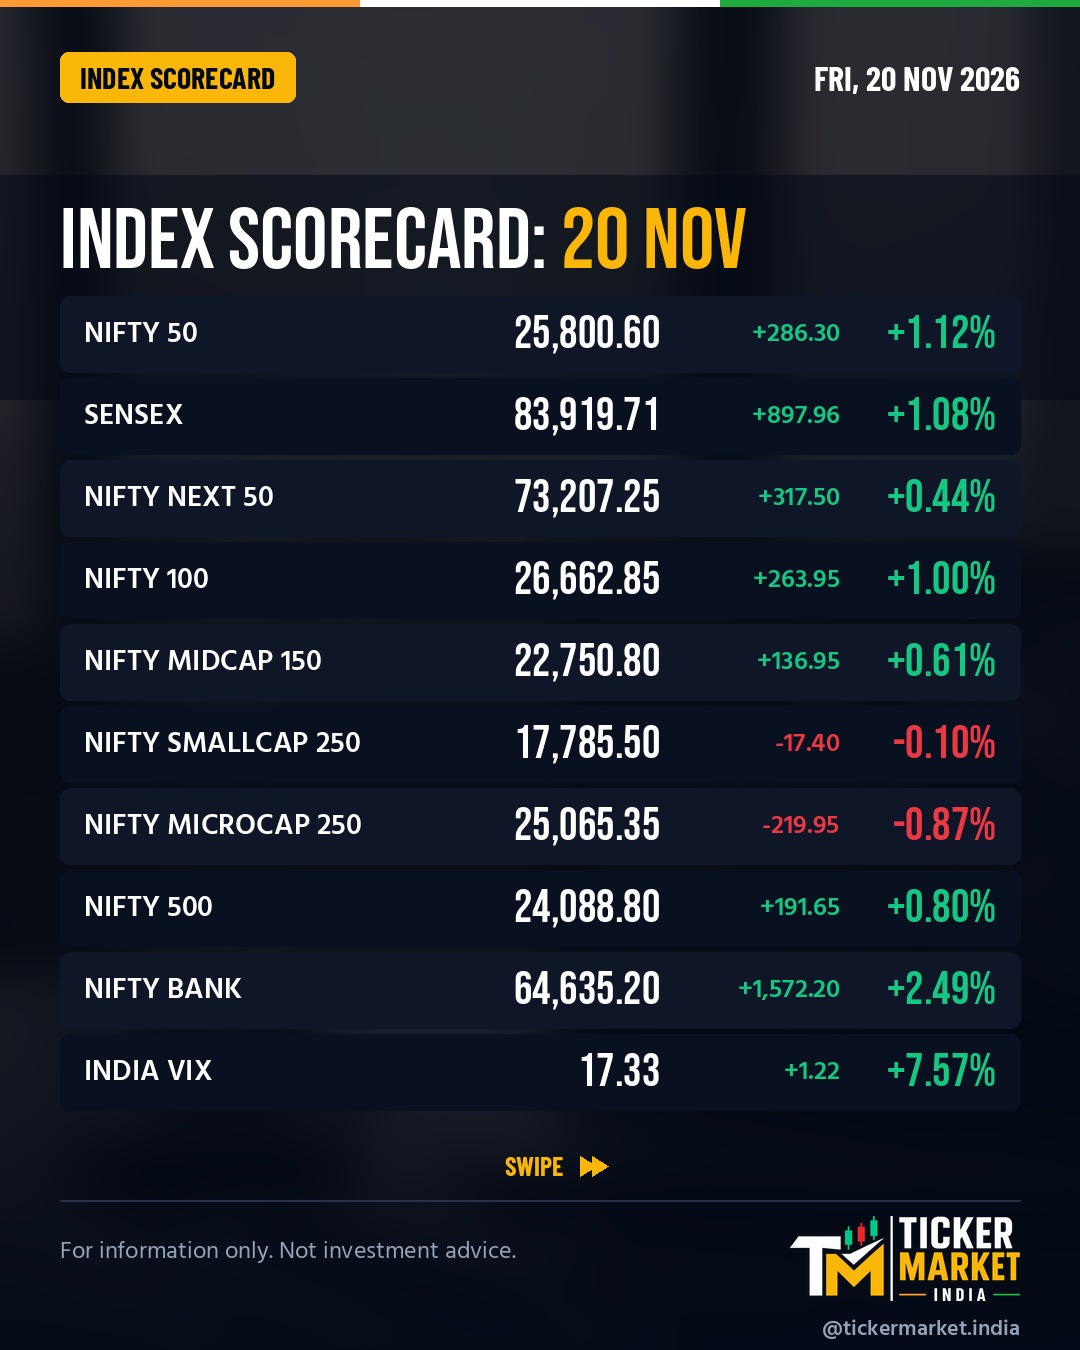 INDEX SCORECARD
FRI, 20 NOV 2026
INDEX SCORECARD: 20 NOV
NIFTY 50 25,800.60 +286.30 +1.12%
SENSEX 83,919.71 +897.96 +1.08%
NIFTY NEXT 50 73,207.25 +317.50 +0.44%
NIFTY 100 26,662.85 +263.95 +1.00%
NIFTY MIDCAP 150 22,750.80 +136.95 +0.61%
NIFTY SMALLCAP 250 17,785.50 -17.40 -0.10%
NIFTY MICROCAP 250 25,065.35 -219.95 -0.87%
NIFTY 500 24,088.80 +191.65 +0.80%
NIFTY BANK 64,635.20 +1,572.20 +2.49%
INDIA VIX 17.33 +1.22 +7.57%
SWIPE
For information only. Not investment advice.
TM
TICKER
MARKET
INDIA
@tickermarket.india